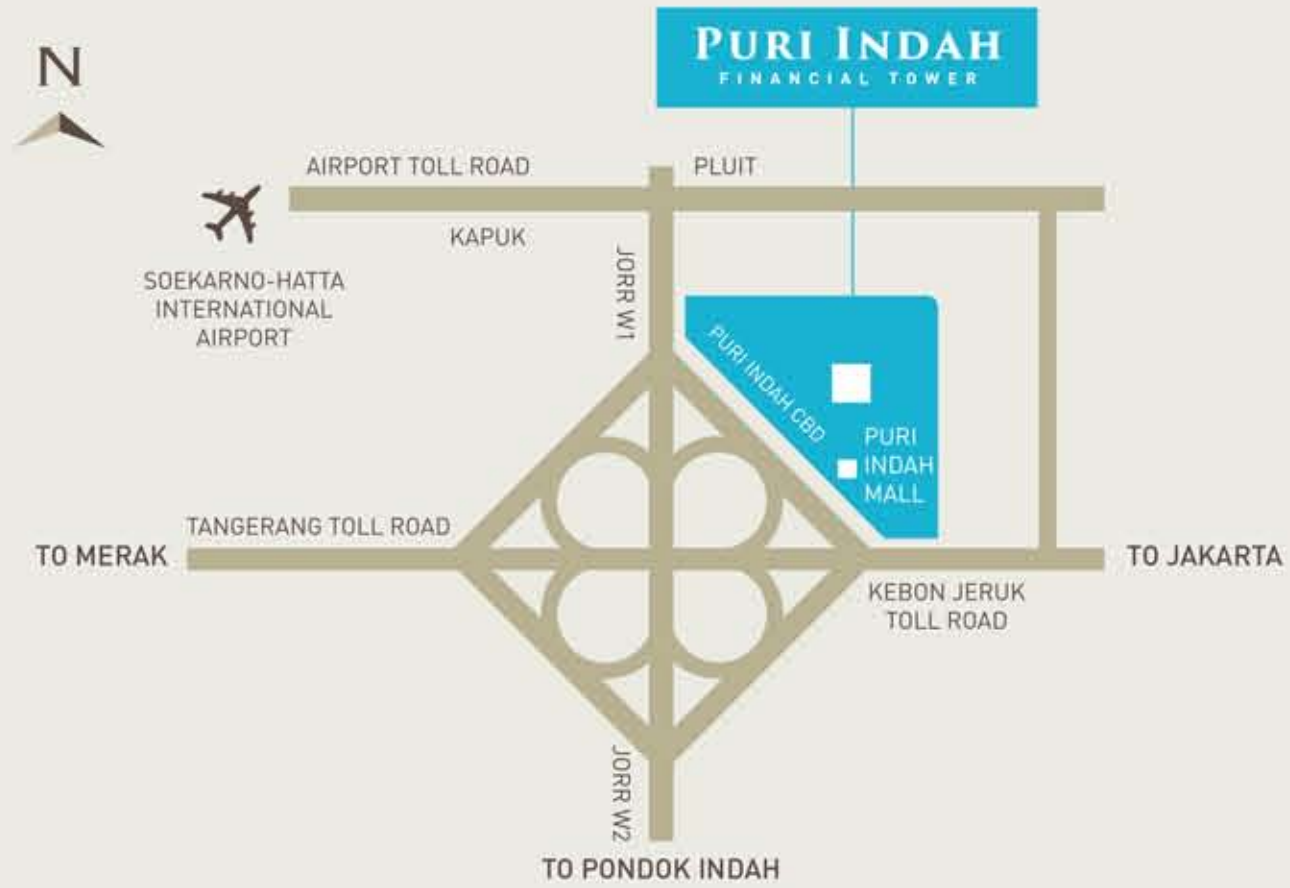 PURI INDAH
FINANCIAL TOWER
N
AIRPORT TOLL ROAD
PLUIT
KAPUK
SOEKARNO-HATTA
INTERNATIONAL
AIRPORT
JORR W1
PURI INDAH CBD
PURI
INDAH
MALL
TANGERANG TOLL ROAD
TO MERAK
TO JAKARTA
KEBON JERUK
TOLL ROAD
JORR W2
TO PONDOK INDAH